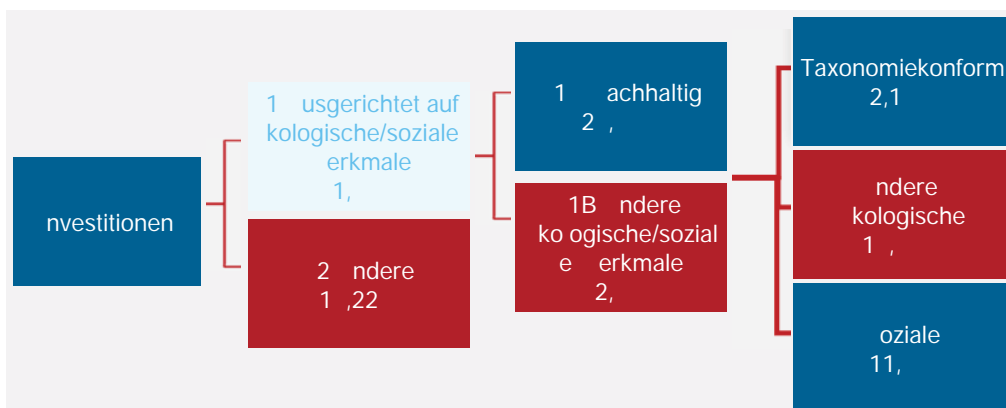 nvestitionen
1 usgerichtet auf
kologische/soziale
erkmale
1,
2 ndere
1 ,22
1 achhaltig
2 ,
1B ndere
ko ogische/sozial
e erkmale
2,
Taxonomiekonform
2,1
ndere
kologische
1 ,
oziale
11,